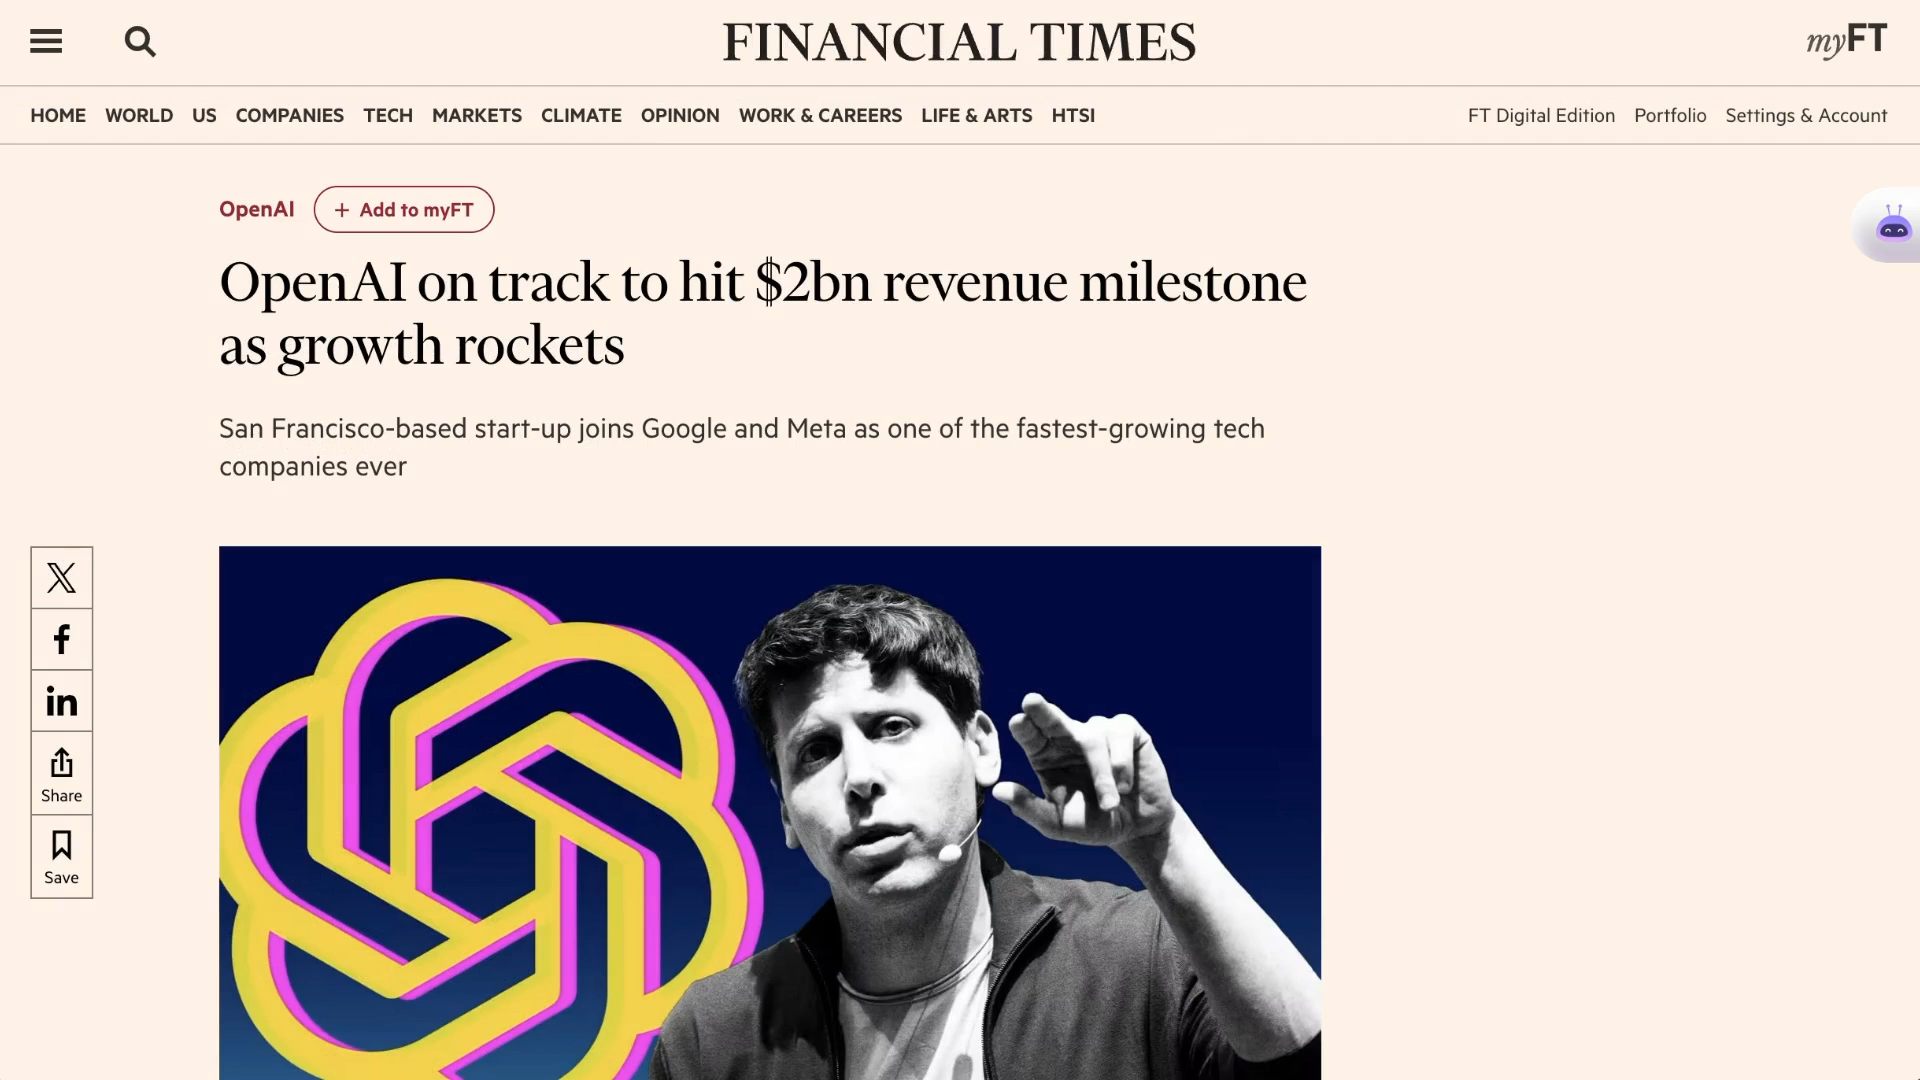 FINANCIAL TIMES
myFT
HOME WORLD US COMPANIES TECH MARKETS CLIMATE OPINION WORK & CAREERS LIFE & ARTS HTSI
FT Digital Edition Portfolio Settings & Account
OpenAI
+ Add to myFT
OpenAI on track to hit $2bn revenue milestone
as growth rockets
San Francisco-based start-up joins Google and Meta as one of the fastest-growing tech
companies ever
X
f
in
Share
Save